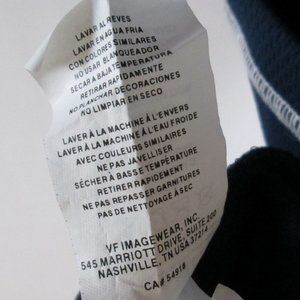 LAVAR AL REVES
LAVAR EN AGUA FRIA
CON COLORES SIMILARES
NO USAR BLANQUEADOR
SECAR A BAJA TEMPERATURA
RETIRAR RAPIDAMENTE
NO PLANCHAR DECORACIONES
NO LIMPIAR EN SECO
LAVER À LA MACHINE À L'ENVERS
LAVER À LA MACHINE À L'EAU FROIDE
AVEC COULEURS SIMILAIRES
NE PAS JAVELLISER
SÉCHER À BASSE TEMPÉRATURE
RETIRER RAPIDEMENT
NE PAS REPASSER GARNITURES
PAS DE NETTOYAGE À SEC
VF IMAGEWEAR, INC.
545 MARRIOTT DRIVE, SUITE 200
NASHVILLE, TN USA 37214
CA# 54918